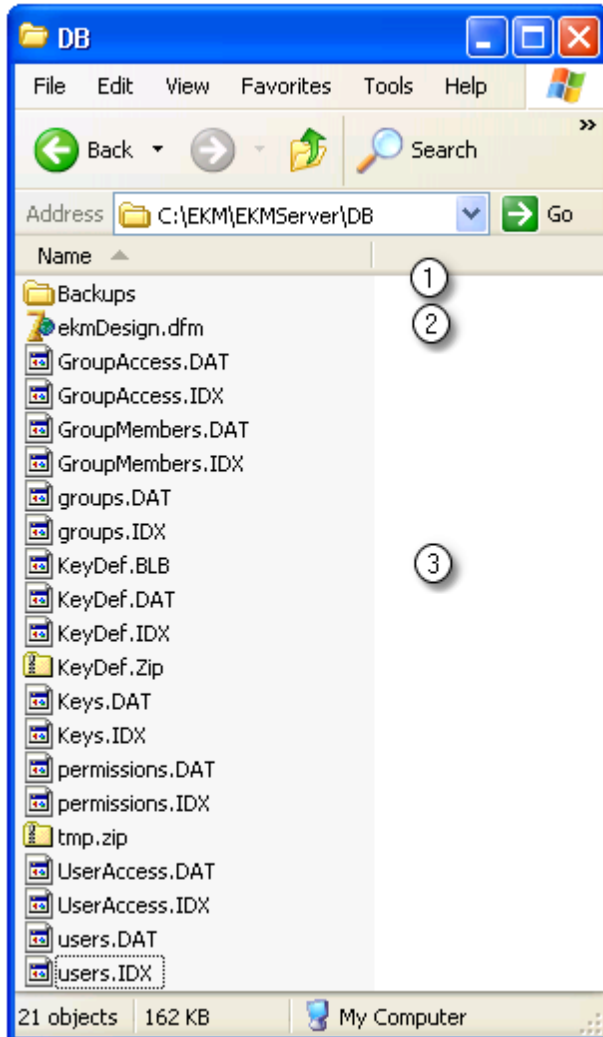 DB
File Edit View Favorites Tools Help
Back Search »
Address C:\EKM\EKMServer\DB Go
Name
Backups 1
ekmDesign.dfm 2
GroupAccess.DAT
GroupAccess.IDX
GroupMembers.DAT
GroupMembers.IDX
groups.DAT
groups.IDX
KeyDef.BLB 3
KeyDef.DAT
KeyDef.IDX
KeyDef.Zip
Keys.DAT
Keys.IDX
permissions.DAT
permissions.IDX
tmp.zip
UserAccess.DAT
UserAccess.IDX
users.DAT
users.IDX
21 objects 162 KB My Computer